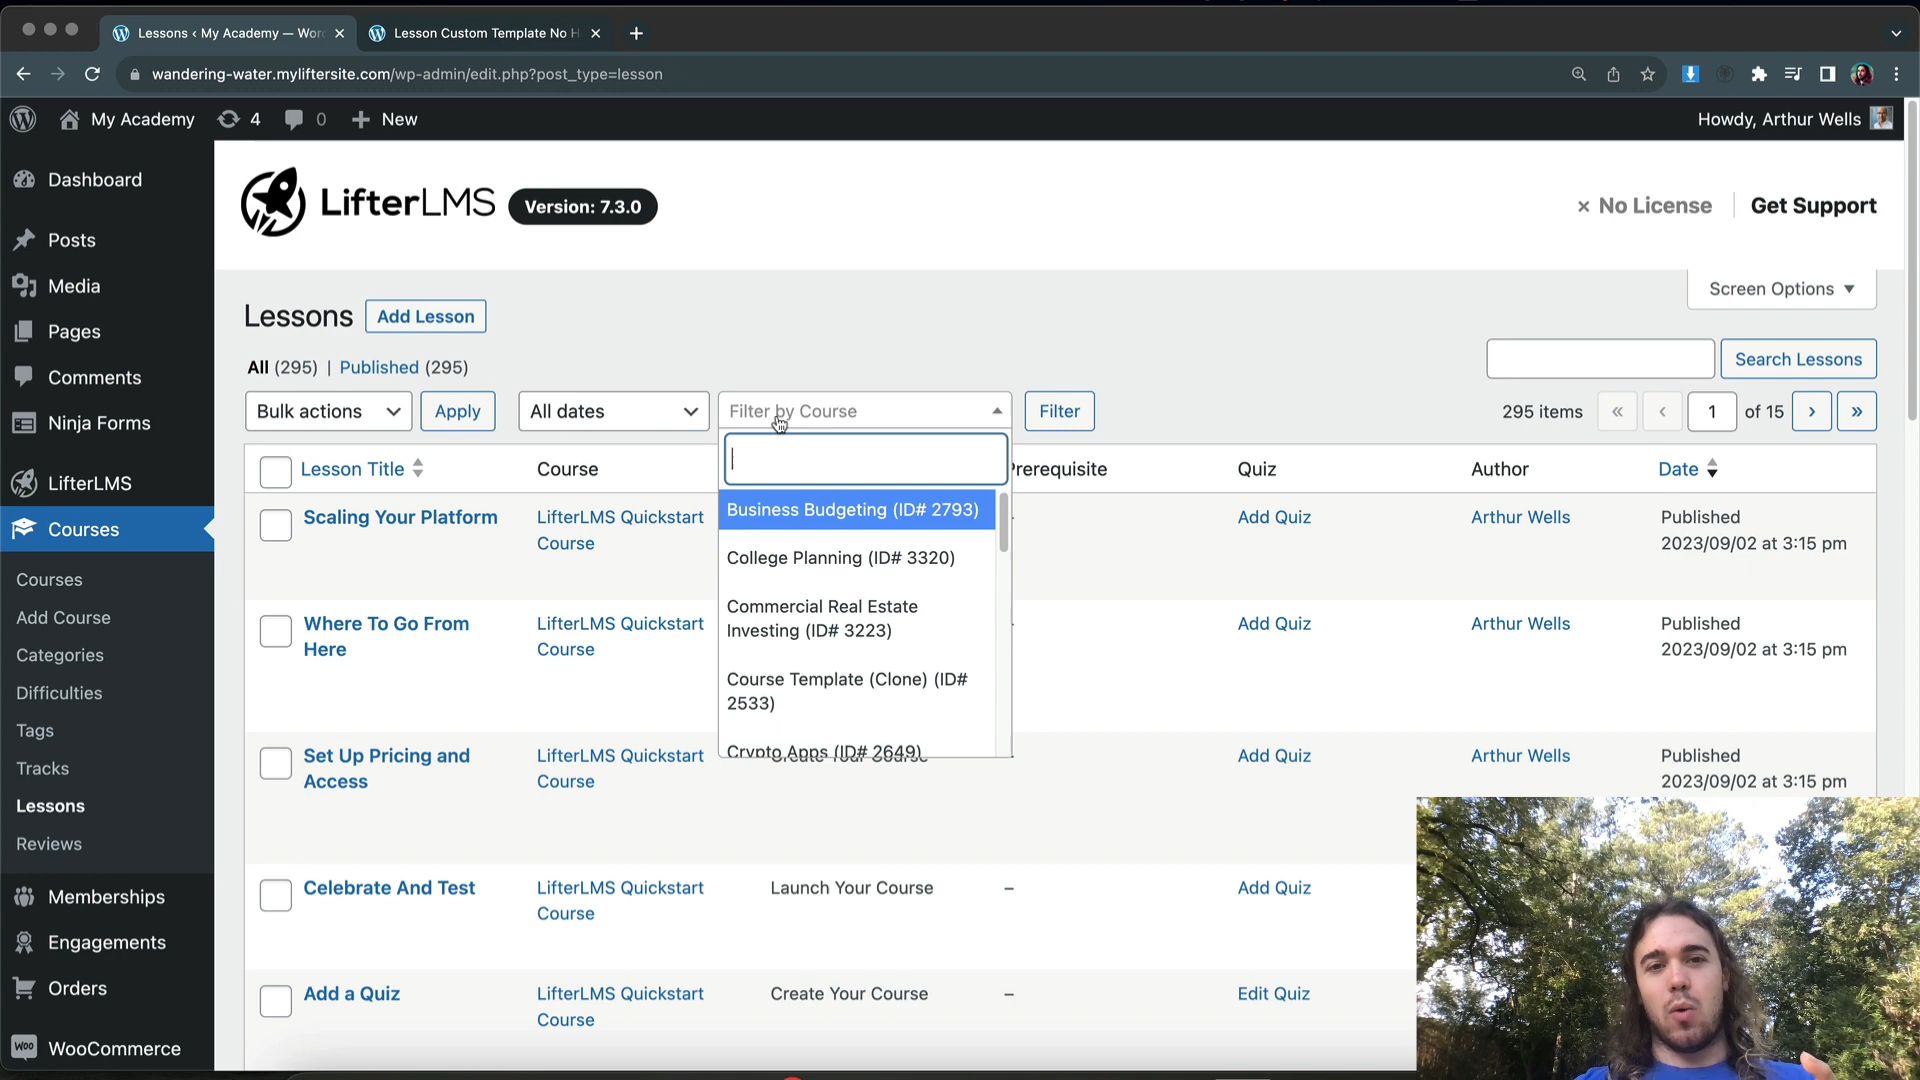 Lessons ‹ My Academy — Wor
Lesson Custom Template No H
wandering-water.myliftersite.com/wp-admin/edit.php?post_type=lesson
My Academy
4
0
New
Howdy, Arthur Wells
Dashboard
Posts
Media
Pages
Comments
Ninja Forms
LifterLMS
Courses
Courses
Add Course
Categories
Difficulties
Tags
Tracks
Lessons
Reviews
Memberships
Engagements
Orders
Woo WooCommerce
LifterLMS Version: 7.3.0
× No License
Get Support
Screen Options ▼
Lessons Add Lesson
All (295) | Published (295)
Search Lessons
Bulk actions Apply All dates Filter by Course Filter
295 items « ‹ 1 of 15 › »
Lesson Title Course Prerequisite Quiz Author Date
Business Budgeting (ID# 2793)
College Planning (ID# 3320)
Commercial Real Estate
Investing (ID# 3223)
Course Template (Clone) (ID#
2533)
Crypto Apps (ID# 2649)
Scaling Your Platform LifterLMS Quickstart Add Quiz Arthur Wells Published
Course 2023/09/02 at 3:15 pm
Where To Go From LifterLMS Quickstart Add Quiz Arthur Wells Published
Here Course 2023/09/02 at 3:15 pm
Set Up Pricing and LifterLMS Quickstart Add Quiz Arthur Wells Published
Access Course 2023/09/02 at 3:15 pm
Celebrate And Test LifterLMS Quickstart Launch Your Course – Add Quiz
Course
Add a Quiz LifterLMS Quickstart Create Your Course – Edit Quiz
Course